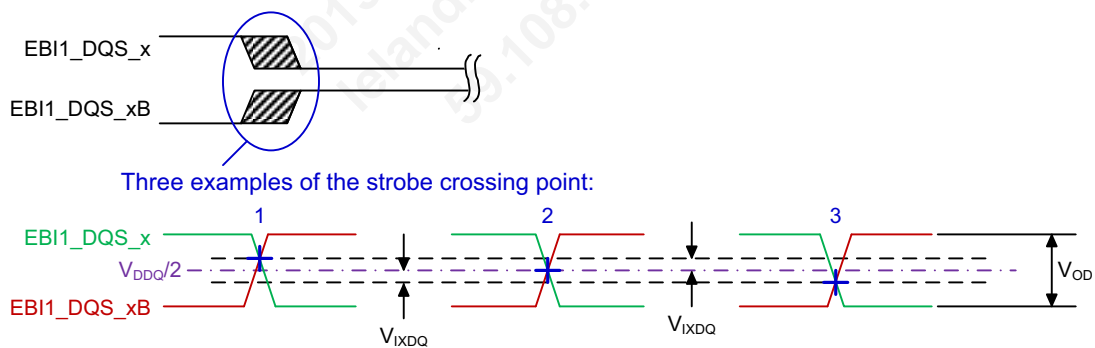 EBI1_DQS_x
EBI1_DQS_xB
Three examples of the strobe crossing point:
1 2 3
EBI1_DQS_x
VDDQ/2
VOD
EBI1_DQS_xB
VIXDQ VIXDQ